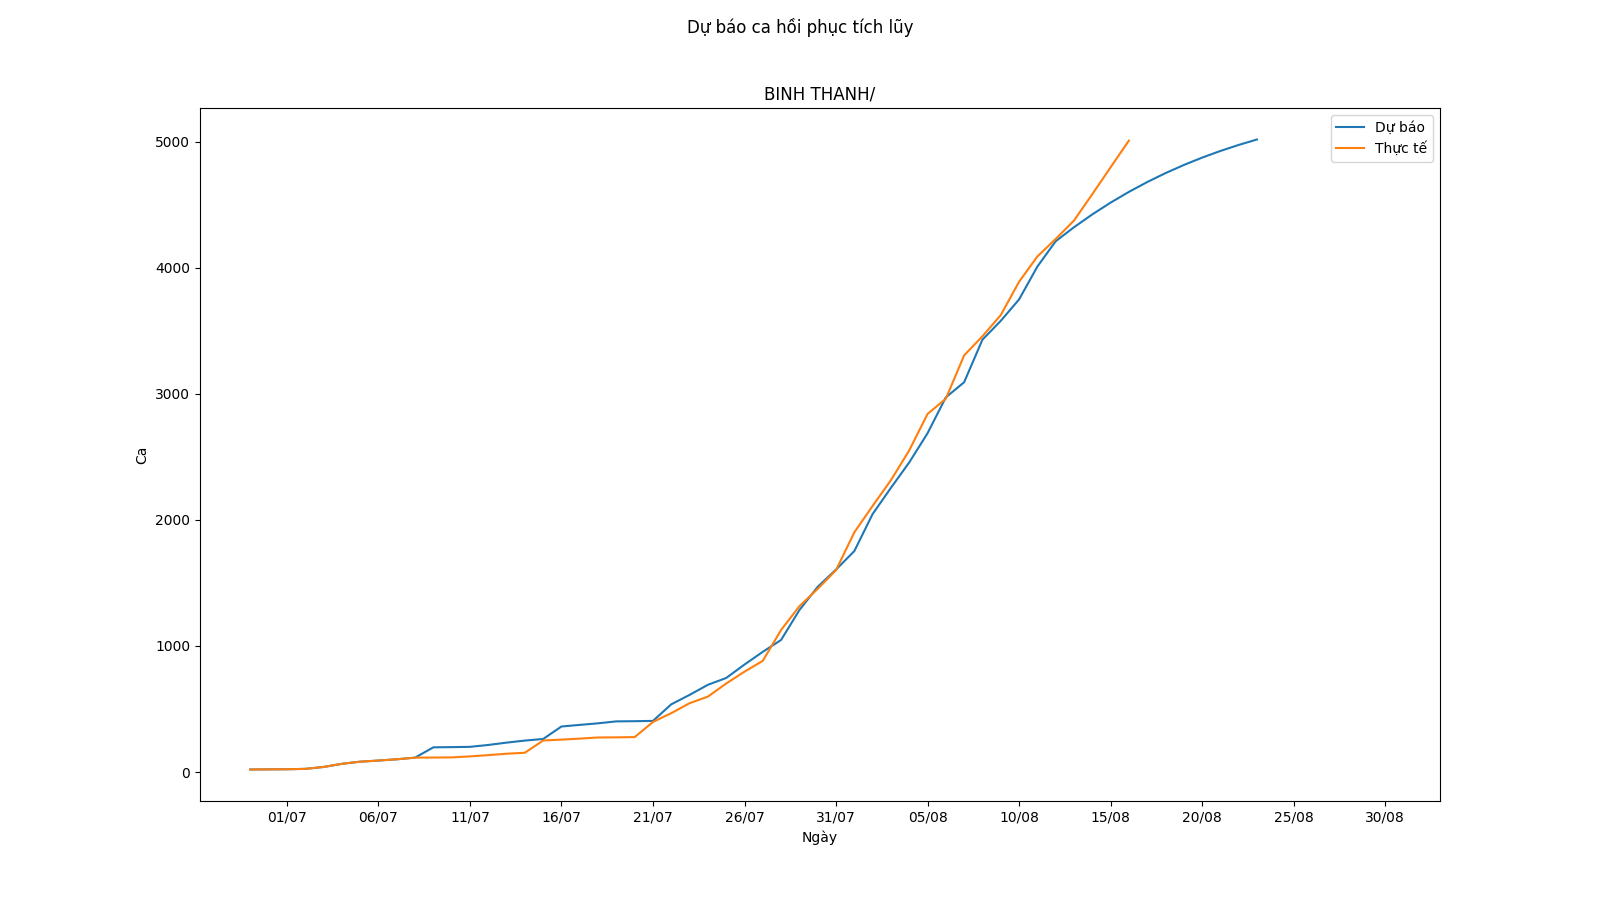 Dự báo ca hồi phục tích lũy
BINH THANH/
Dự báo
Thực tế
5000
4000
3000
2000
1000
0
Ca
01/07 06/07 11/07 16/07 21/07 26/07 31/07 05/08 10/08 15/08 20/08 25/08 30/08
Ngày